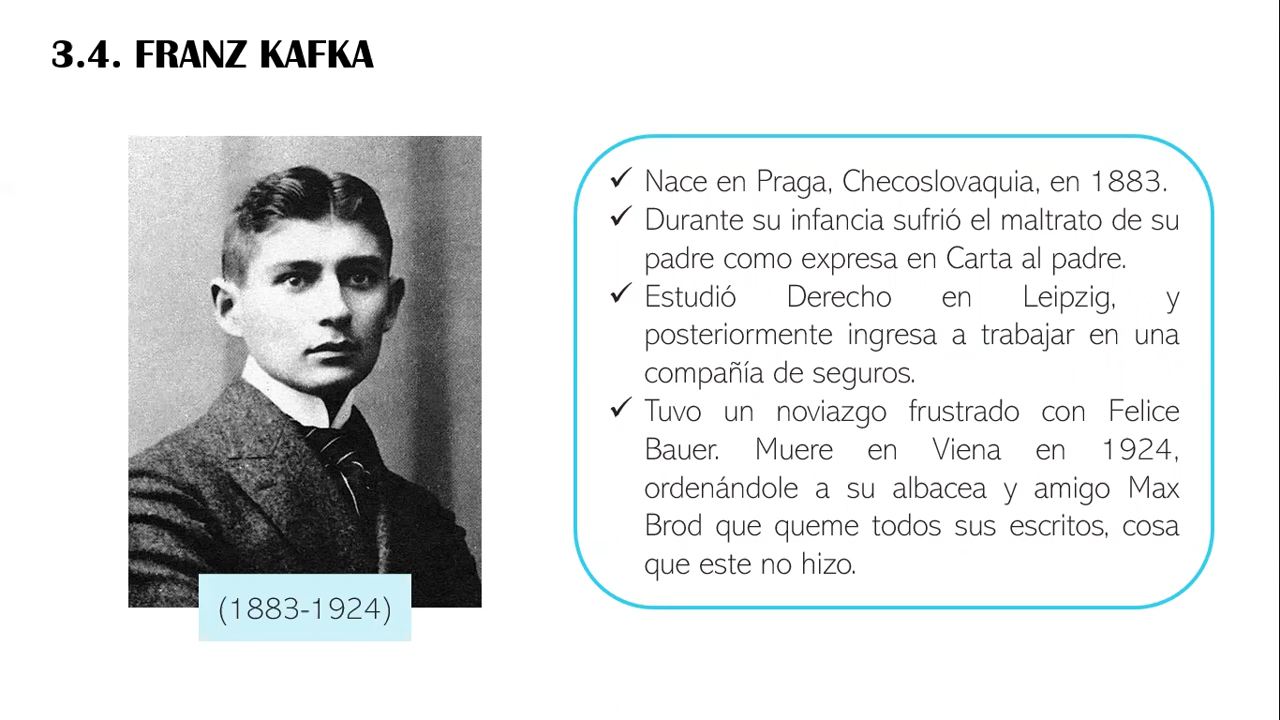 3.4. FRANZ KAFKA
✓ Nace en Praga, Checoslovaquia, en 1883.
✓ Durante su infancia sufrió el maltrato de su
padre como expresa en Carta al padre.
✓ Estudió Derecho en Leipzig, y
posteriormente ingresa a trabajar en una
compañía de seguros.
✓ Tuvo un noviazgo frustrado con Felice
Bauer. Muere en Viena en 1924,
ordenándole a su albacea y amigo Max
Brod que queme todos sus escritos, cosa
que este no hizo.
(1883-1924)